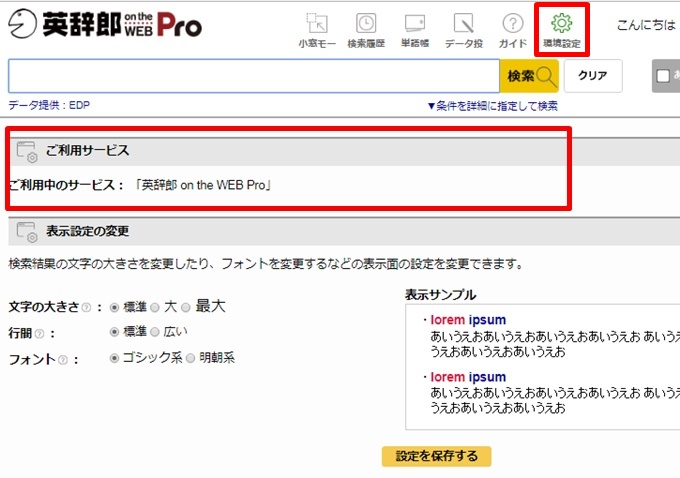 英辞郎 on the WEB Pro
小窓モー 検索履歴 単語帳 データ投 ガイド 環境設定 こんにちは
検索 クリア
データ提供：EDP ▼条件を詳細に指定して検索
ご利用サービス
ご利用中のサービス：「英辞郎 on the WEB Pro」
表示設定の変更
検索結果の文字の大きさを変更したり、フォントを変更するなどの表示面の設定を変更できます。
文字の大きさ ? ： 標準 大 最大
行間 ? ： 標準 広い
フォント ? ： ゴシック系 明朝系
表示サンプル
・lorem ipsum
あいうえおあいうえおあいうえおあいうえお あいう
うえおあいうえおあいうえお
・lorem ipsum
あいうえおあいうえおあいうえおあいうえお あいう
うえおあいうえおあいうえお
設定を保存する